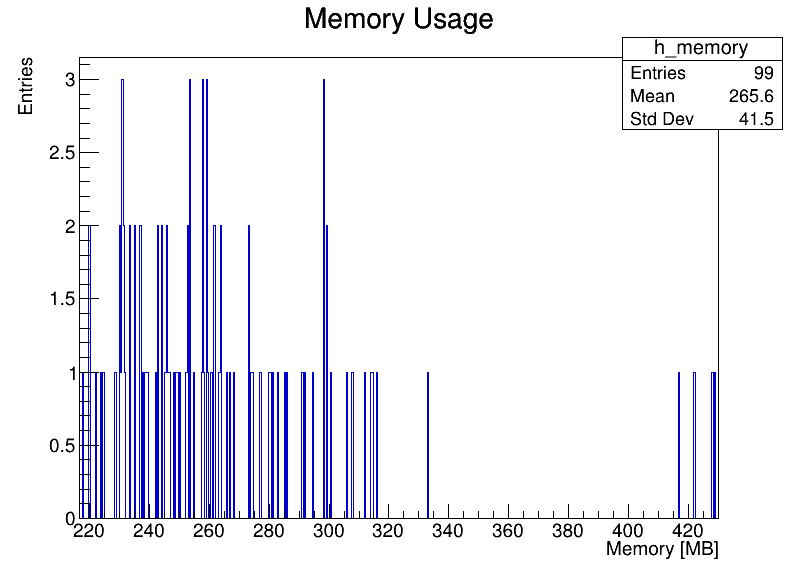 Memory Usage
h_memory
Entries 99
Mean 265.6
Std Dev 41.5
Entries
3
2.5
2
1.5
1
0.5
0
220 240 260 280 300 320 340 360 380 400 420
Memory [MB]